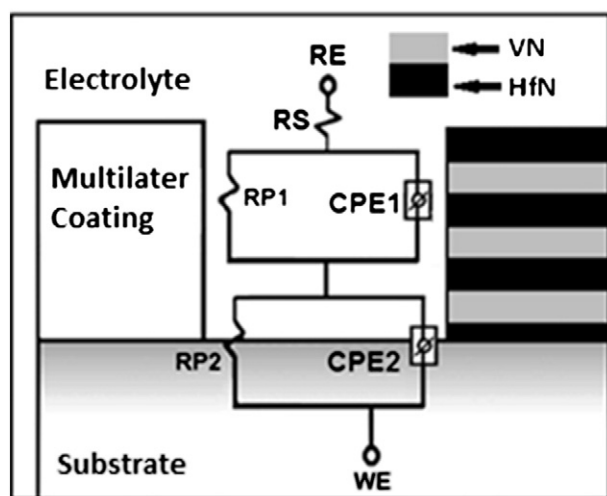 VN
RE
HfN
Electrolyte
RS
Multilater
Coating
RP1
CPE1
RP2
CPE2
Substrate
WE